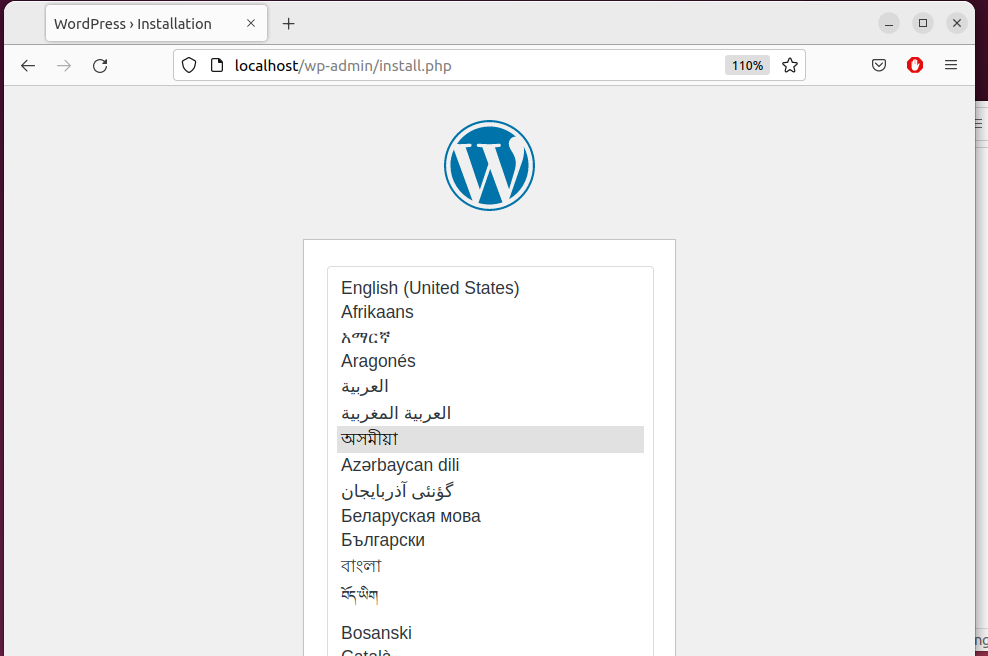 WordPress › Installation
localhost/wp-admin/install.php
110%
English (United States)
Afrikaans
አማርኛ
Aragonés
العربية
العربية المغربية
অসমীয়া
Azərbaycan dili
گؤنئی آذربایجان
Беларуская мова
Български
বাংলা
བོད་ཡིག
Bosanski
Català